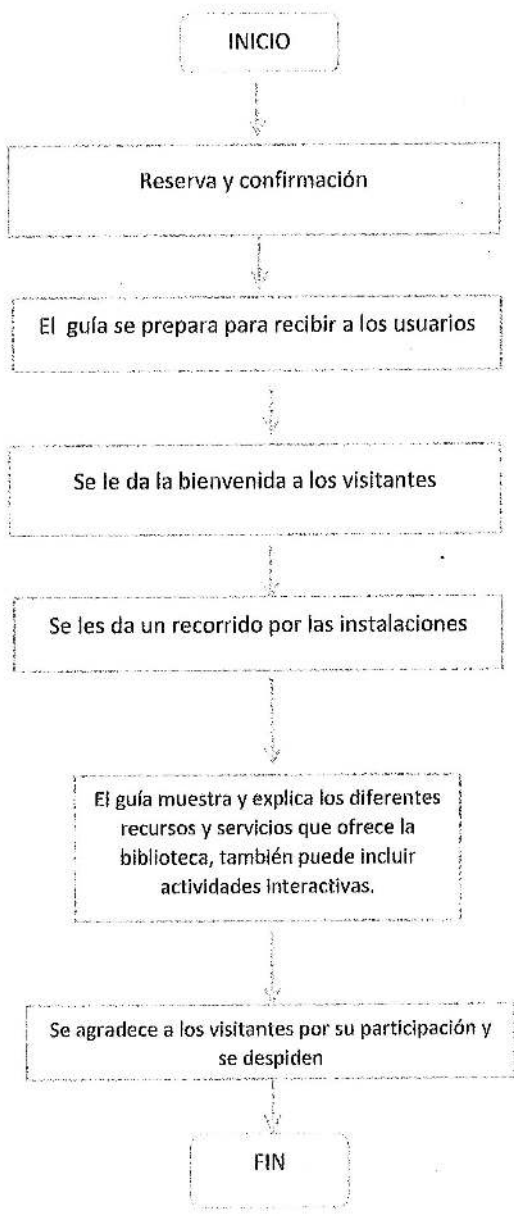 INICIO
Reserva y confirmación
El guía se prepara para recibir a los usuarios
Se le da la bienvenida a los visitantes
Se les da un recorrido por las instalaciones
El guía muestra y explica los diferentes
recursos y servicios que ofrece la
biblioteca, también puede incluir
actividades interactivas.
Se agradece a los visitantes por su participación y
se despiden
FIN